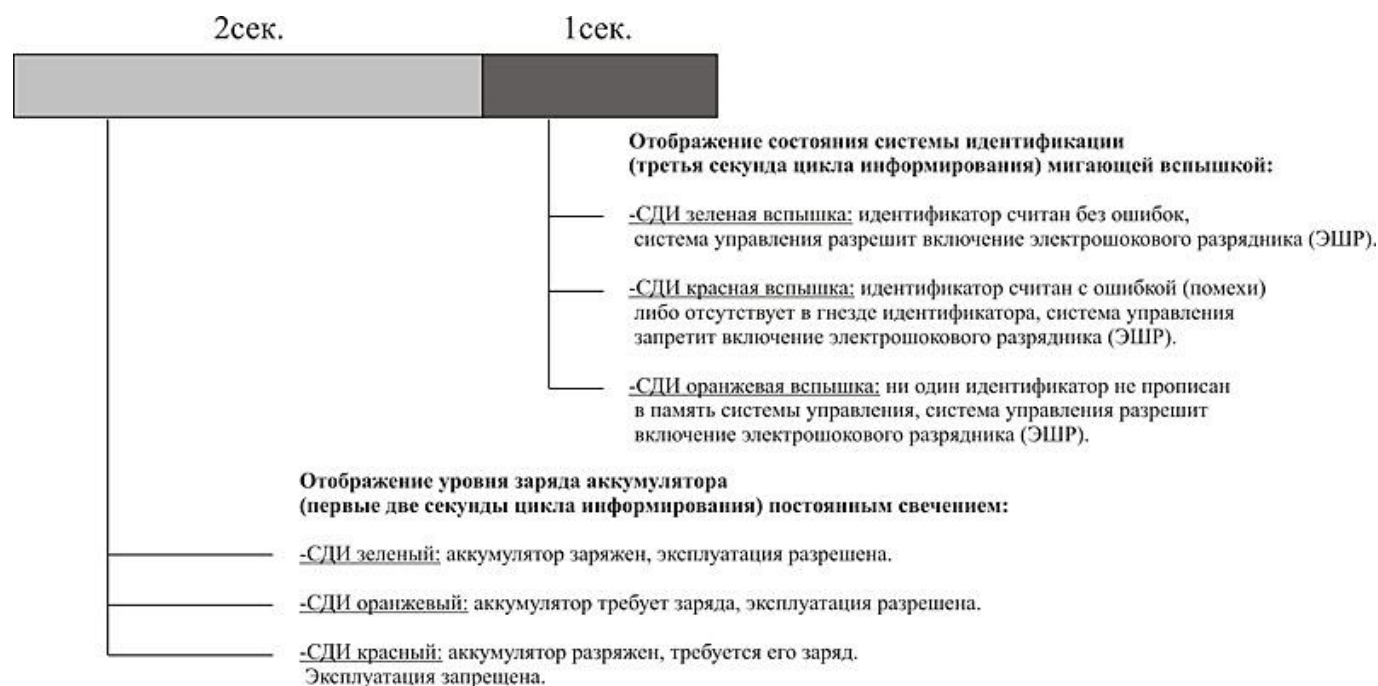 2сек.
1сек.
Отображение состояния системы идентификации
(третья секунда цикла информирования) мигающей вспышкой:
-СДИ зеленая вспышка: идентификатор считан без ошибок,
система управления разрешит включение электрошокового разрядника (ЭШР).
-СДИ красная вспышка: идентификатор считан с ошибкой (помехи)
либо отсутствует в гнезде идентификатора, система управления
запретит включение электрошокового разрядника (ЭШР).
-СДИ оранжевая вспышка: ни один идентификатор не прописан
в память системы управления, система управления разрешит
включение электрошокового разрядника (ЭШР).
Отображение уровня заряда аккумулятора
(первые две секунды цикла информирования) постоянным свечением:
-СДИ зеленый: аккумулятор заряжен, эксплуатация разрешена.
-СДИ оранжевый: аккумулятор требует заряда, эксплуатация разрешена.
-СДИ красный: аккумулятор разряжен, требуется его заряд.
Эксплуатация запрещена.